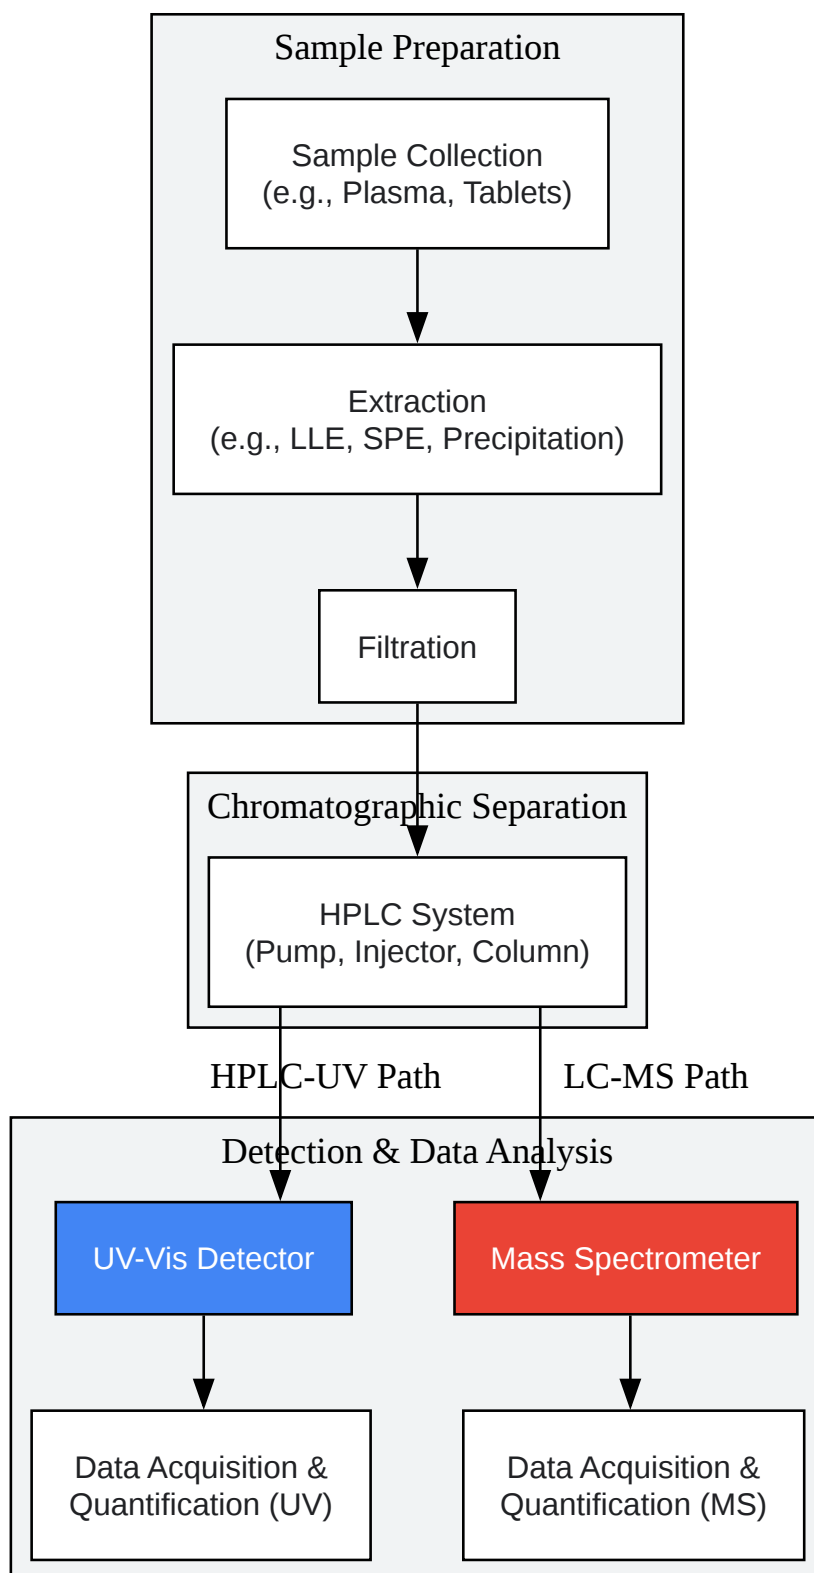 Sample Preparation
Sample Collection
(e.g., Plasma, Tablets)
Extraction
(e.g., LLE, SPE, Precipitation)
Filtration
Chromatographic Separation
HPLC System
(Pump, Injector, Column)
HPLC-UV Path
LC-MS Path
Detection & Data Analysis
UV-Vis Detector
Mass Spectrometer
Data Acquisition &
Quantification (UV)
Data Acquisition &
Quantification (MS)